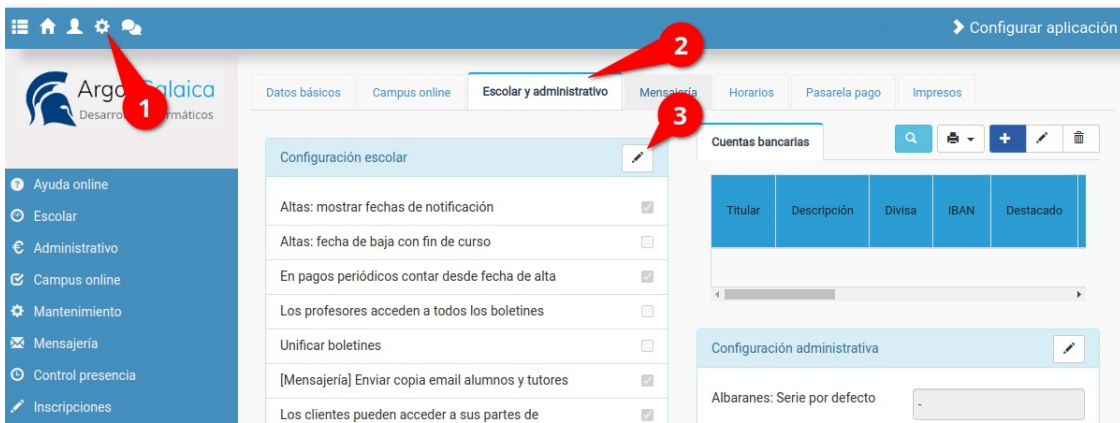 Configurar aplicación
1
2
3
Argo Galaica
Desarro máticos
Datos básicos
Campus online
Escolar y administrativo
Mensajería
Horarios
Pasarela pago
Impresos
Ayuda online
Escolar
Administrativo
Campus online
Mantenimiento
Mensajería
Control presencia
Inscripciones
Configuración escolar
Altas: mostrar fechas de notificación
Altas: fecha de baja con fin de curso
En pagos periódicos contar desde fecha de alta
Los profesores acceden a todos los boletines
Unificar boletines
[Mensajería] Enviar copia email alumnos y tutores
Los clientes pueden acceder a sus partes de
Cuentas bancarias
Titular
Descripción
Divisa
IBAN
Destacado
Configuración administrativa
Albaranes: Serie por defecto
-